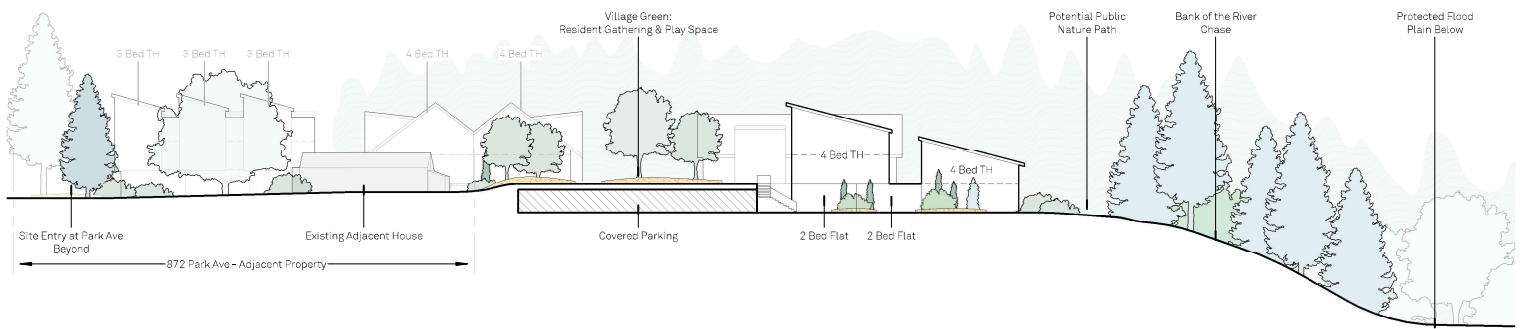 Village Green:
Resident Gathering & Play Space
Potential Public
Nature Path
Bank of the River
Chase
Protected Flood
Plain Below
3 Bed TH
3 Bed TH
3 Bed TH
4 Bed TH
4 Bed TH
4 Bed TH
4 Bed TH
Site Entry at Park Ave
Beyond
Existing Adjacent House
Covered Parking
2 Bed Flat
2 Bed Flat
872 Park Ave - Adjacent Property